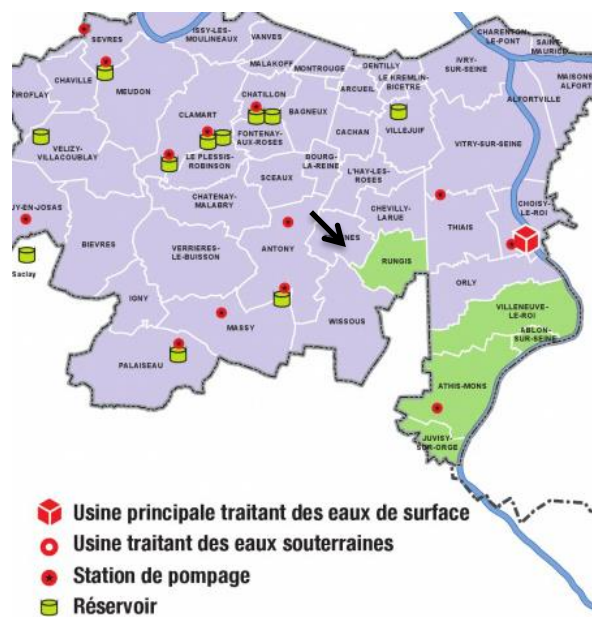 SEVRES
ISSY-LES-
MOULINEAUX
VANVES
MALAKOFF
MONTROUGE
GENTILLY
LE KREMLIN-
BICETRE
IVRY-
SUR-SEINE
CHARENTON-
LE-PONT
SAINT-
MAURICE
MAISONS
ALFORT
ALFORTVILLE
CHAVILLE
MEUDON
VIROFLAY
VELIZY-
VILLACOUBLAY
CLAMART
CHATILLON
BAGNEUX
ARCUEIL
CACHAN
VILLEJUIF
VITRY-SUR-SEINE
FONTENAY-
AUX-ROSES
LE PLESSIS-
ROBINSON
BOURG-
LA-REINE
SCEAUX
L'HAY-LES-
ROSES
CHATENAY-
MALABRY
CHEVILLY-
LARUE
THIAIS
CHOISY-
LE-ROI
UY-EN-JOSAS
BIEVRES
VERRIERES-
LE-BUISSON
ANTONY
NES
RUNGIS
ORLY
Saclay
IGNY
MASSY
WISSOUS
VILLENEUVE-
LE-ROI
ABLON-
SUR-SEINE
PALAISEAU
ATHIS-MONS
JUVISY-
SUR-ORGE
Usine principale traitant des eaux de surface
Usine traitant des eaux souterraines
Station de pompage
Réservoir